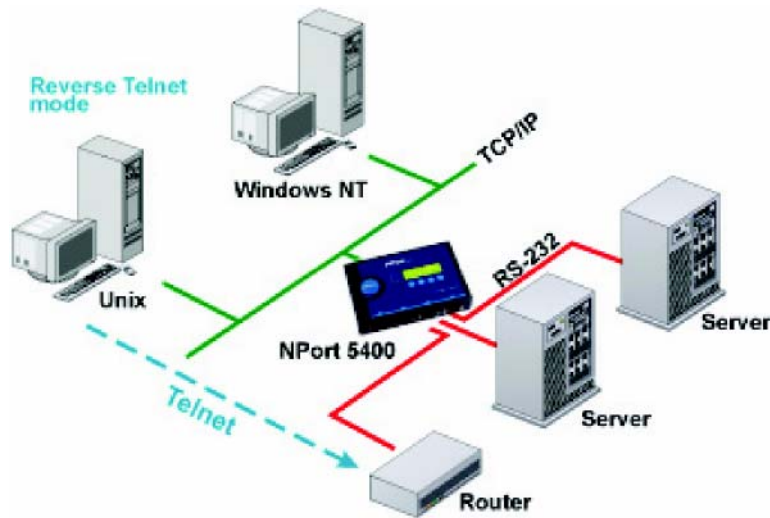 Reverse Telnet
mode
Windows NT
TCP/IP
Unix
RS-232
NPort 5400
Server
Server
Telnet
Router